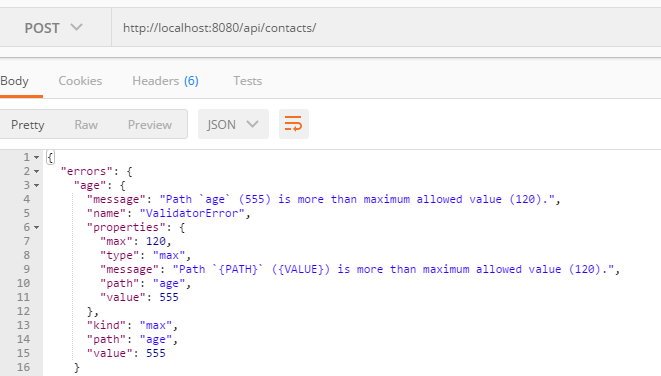 POST http://localhost:8080/api/contacts/
Body Cookies Headers (6) Tests
Pretty Raw Preview JSON
1 {
2 "errors": {
3 "age": {
4 "message": "Path `age` (555) is more than maximum allowed value (120).",
5 "name": "ValidatorError",
6 "properties": {
7 "max": 120,
8 "type": "max",
9 "message": "Path `{PATH}` ({VALUE}) is more than maximum allowed value (120).",
10 "path": "age",
11 "value": 555
12 },
13 "kind": "max",
14 "path": "age",
15 "value": 555
16 }